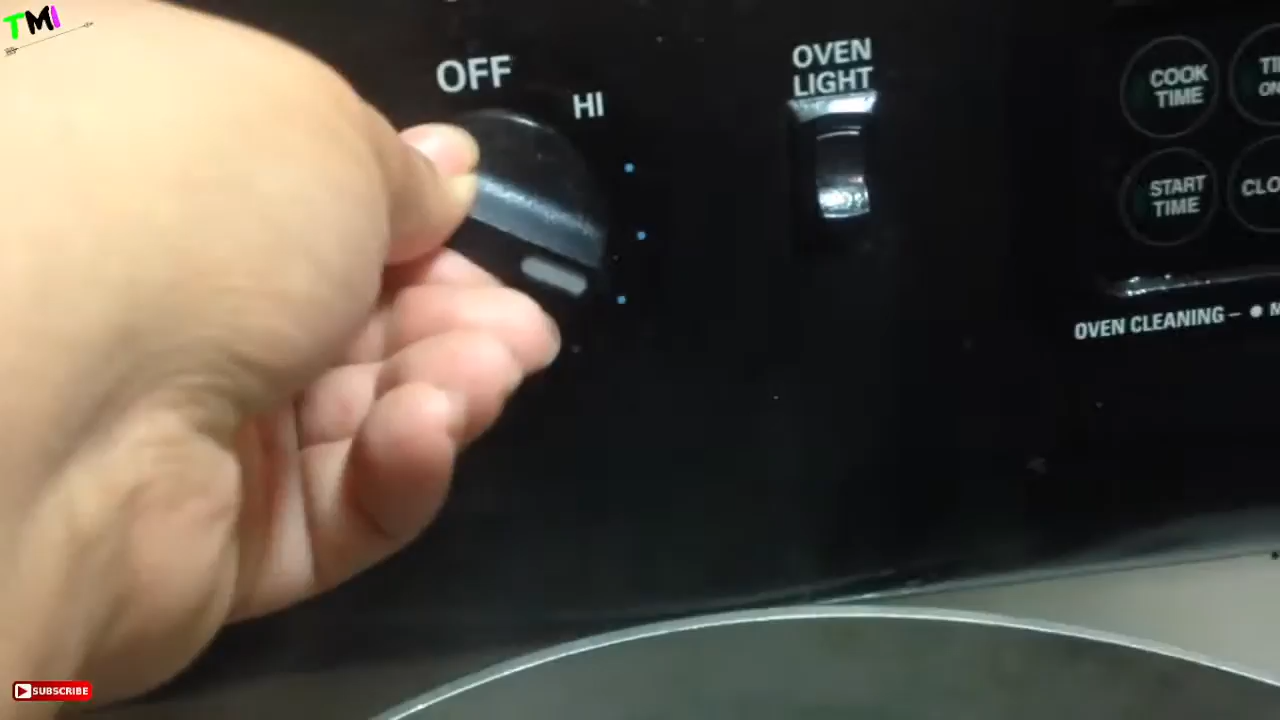 TMI
OFF
HI
OVEN
LIGHT
COOK
TIME
START
TIME
OVEN CLEANING –
SUBSCRIBE